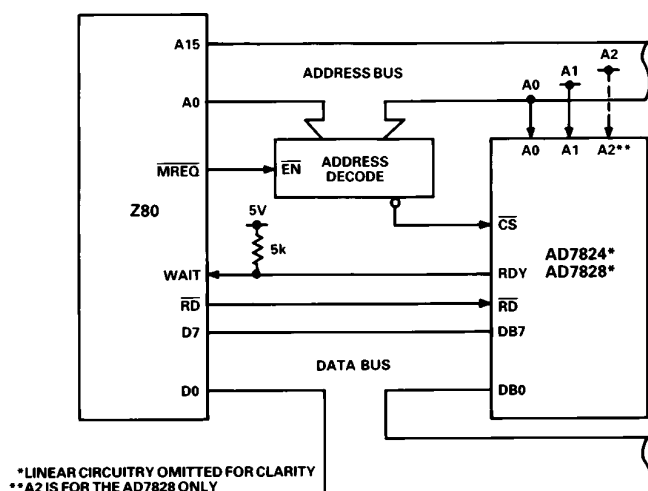 A15
ADDRESS BUS
A0
A0
A1
A2
MREQ
EN
ADDRESS
DECODE
A0
A1
A2**
Z80
5V
5k
CS
AD7824*
AD7828*
WAIT
RDY
RD
RD
D7
DB7
DATA BUS
D0
DB0
*LINEAR CIRCUITRY OMITTED FOR CLARITY
**A2 IS FOR THE AD7828 ONLY